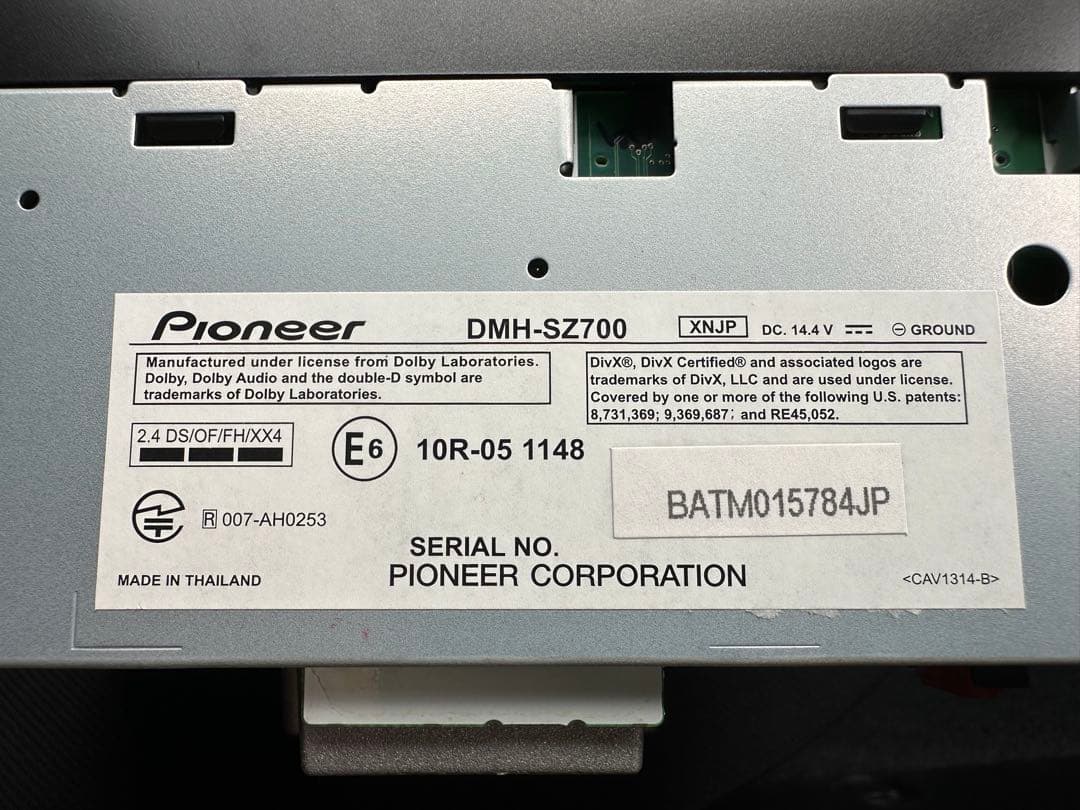 Pioneer DMH-SZ700 XNJP DC. 14.4 V ⎓ ⊖ GROUND
Manufactured under license from Dolby Laboratories.
Dolby, Dolby Audio and the double-D symbol are
trademarks of Dolby Laboratories.
DivX®, DivX Certified® and associated logos are
trademarks of DivX, LLC and are used under license.
Covered by one or more of the following U.S. patents:
8,731,369; 9,369,687; and RE45,052.
2.4 DS/OF/FH/XX4
E6 10R-05 1148
BATM015784JP
R 007-AH0253
SERIAL NO.
MADE IN THAILAND PIONEER CORPORATION <CAV1314-B>